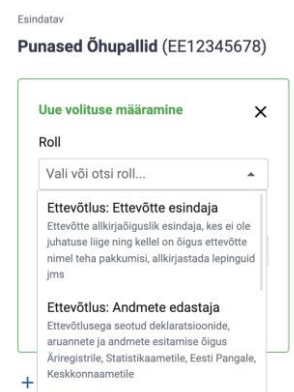 Esindatav
Punased Õhupallid (EE12345678)
Uue volituse määramine
Roll
Vali või otsi roll...
Ettevõtlus: Ettevõtte esindaja
Ettevõtte allkirjaõiguslik esindaja, kes ei ole
juhatuse liige ning kellel on õigus ettevõtte
nimel teha pakkumisi, allkirjastada lepinguid
jms
Ettevõtlus: Andmete edastaja
Ettevõtlusega seotud deklaratsioonide,
aruannete ja andmete esitamise õigus
Äriregistrile, Statistikaametile, Eesti Pangale,
Keskkonnaametile